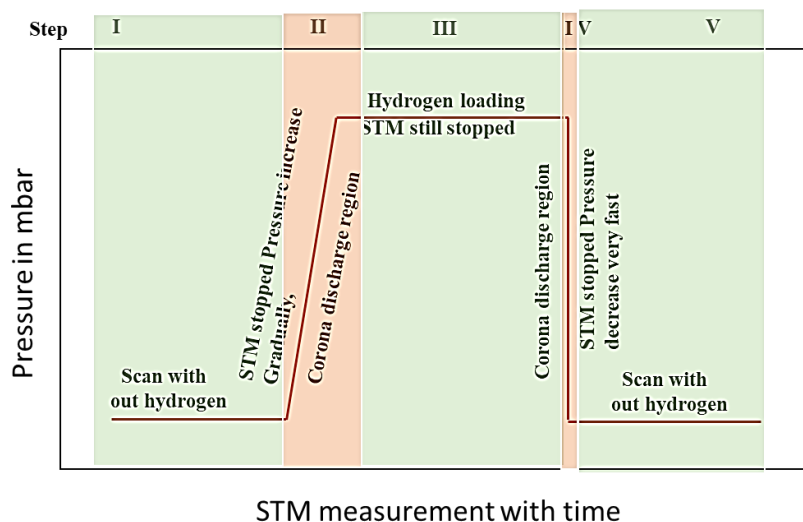 Step I II III IV V
Hydrogen loading
STM still stopped
STM stopped Pressure increase
Gradually,
Corona discharge region
Corona discharge region
STM stopped Pressure
decrease very fast
Scan with
out hydrogen
Scan with
out hydrogen
Pressure in mbar
STM measurement with time